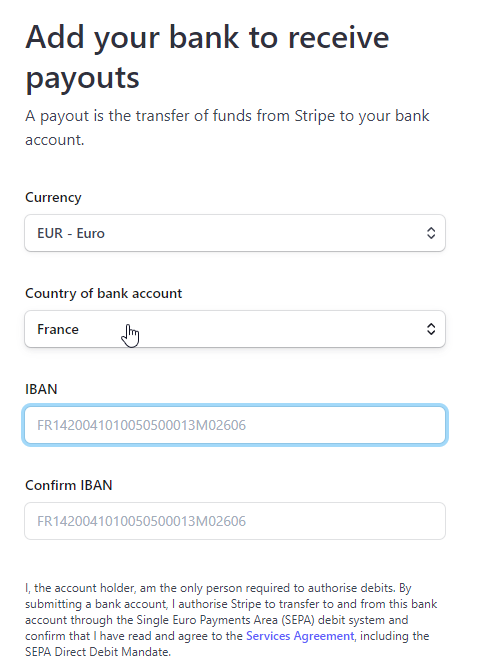 Add your bank to receive
payouts
A payout is the transfer of funds from Stripe to your bank
account.
Currency
EUR - Euro
Country of bank account
France
IBAN
FR1420041010050500013M02606
Confirm IBAN
FR1420041010050500013M02606
I, the account holder, am the only person required to authorise debits. By
submitting a bank account, I authorise Stripe to transfer to and from this bank
account through the Single Euro Payments Area (SEPA) debit system and
confirm that I have read and agree to the Services Agreement, including the
SEPA Direct Debit Mandate.